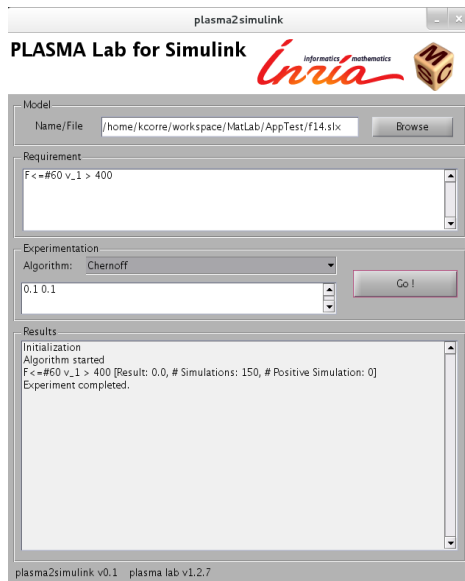 plasma2simulink
PLASMA Lab for Simulink
informatics mathematics
Inria
MSC
Model
Name/File /home/kcorre/workspace/MatLab/AppTest/f14.slx Browse
Requirement
F<=#60 v_1 > 400
Experimentation
Algorithm: Chernoff
Go !
0.1 0.1
Results
Initialization
Algorithm started
F<=#60 v_1 > 400 [Result: 0.0, # Simulations: 150, # Positive Simulation: 0]
Experiment completed.
plasma2simulink v0.1 plasma lab v1.2.7